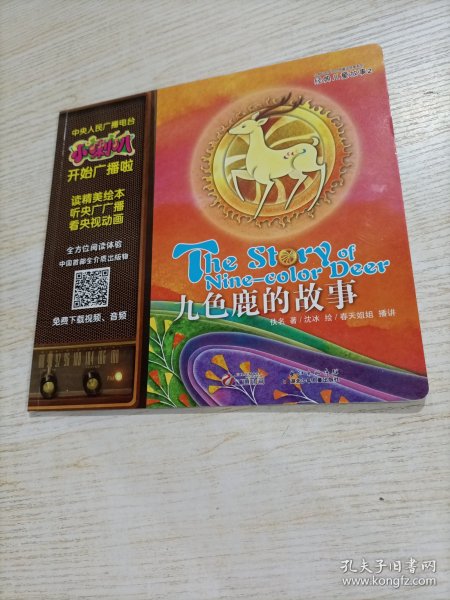 中央人民广播电台
小喇叭
开始广播啦
读精美绘本
听央广广播
看央视动画
全方位阅读体验
中国首部全介质出版物
免费下载视频、音频
The Story of
Nine-color Deer
九色鹿的故事
佚名 著/沈冰 绘/春天姐姐 播讲
孔夫子旧书网
www.kongfz.com